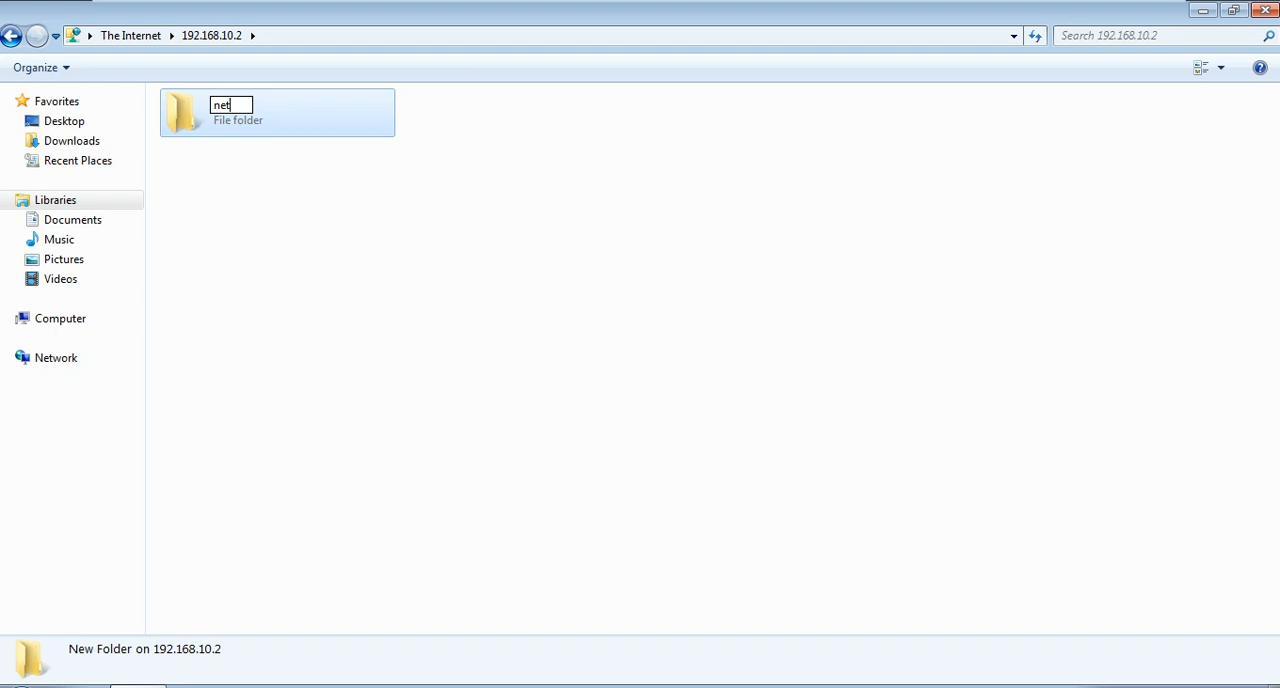 The Internet 192.168.10.2
Search 192.168.10.2
Organize
Favorites
Desktop
Downloads
Recent Places
Libraries
Documents
Music
Pictures
Videos
Computer
Network
net
File folder
New Folder on 192.168.10.2